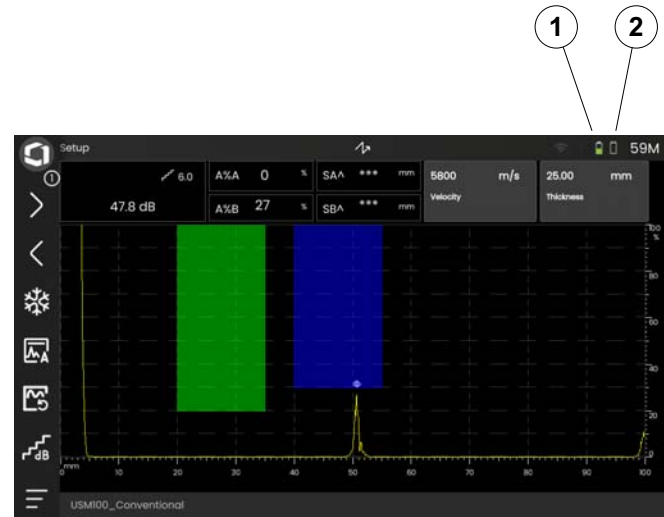 1 2
Setup 59M
1
6.0 A%A 0 % SA^ *** mm 5800 m/s 25.00 mm
47.8 dB A%B 27 % SB^ *** mm Velocity Thickness
100
%
80
60
A
40
20
dB
0
mm 10 20 30 40 50 60 70 80 90 100
USM100_Conventional